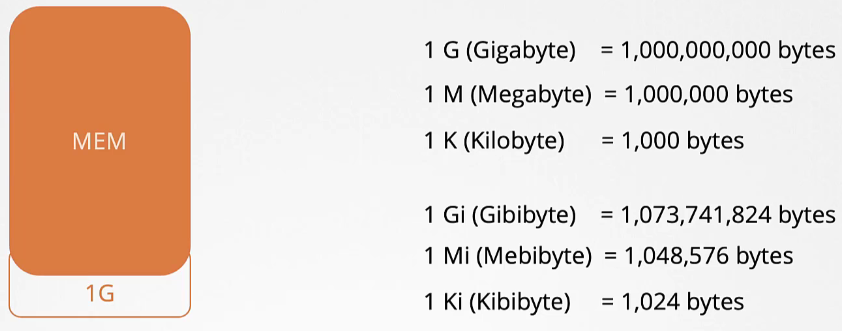 MEM
1G
1 G (Gigabyte) = 1,000,000,000 bytes
1 M (Megabyte) = 1,000,000 bytes
1 K (Kilobyte) = 1,000 bytes
1 Gi (Gibibyte) = 1,073,741,824 bytes
1 Mi (Mebibyte) = 1,048,576 bytes
1 Ki (Kibibyte) = 1,024 bytes